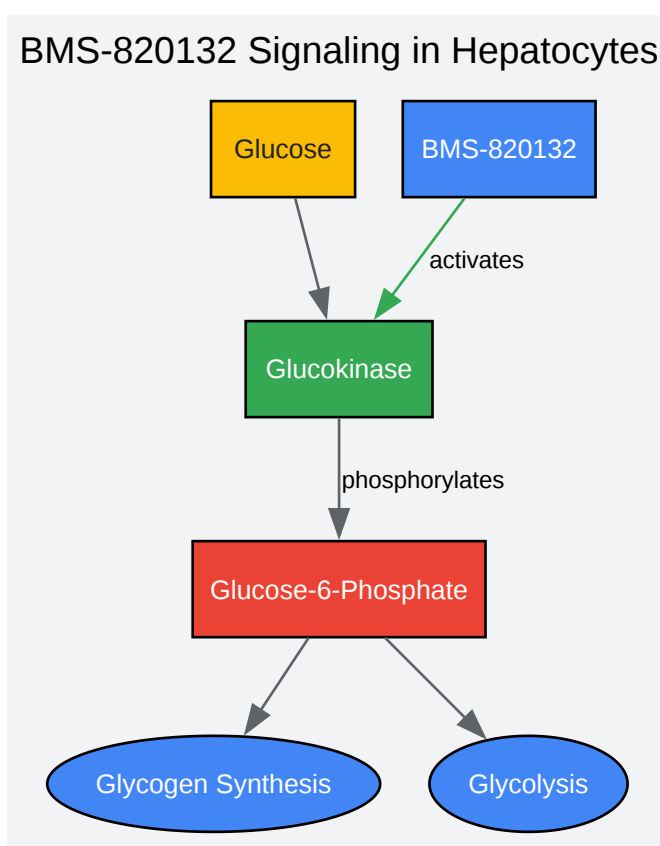 BMS-820132 Signaling in Hepatocytes
Glucose
BMS-820132
activates
Glucokinase
phosphorylates
Glucose-6-Phosphate
Glycogen Synthesis
Glycolysis